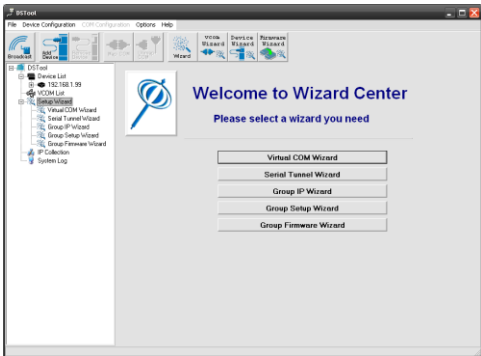 DSTool
File Device Configuration COM Configuration Options Help
Broadcast
Add
Device
Wizard
VCOM
Wizard
Device
Wizard
Firmware
Wizard
DSTool
Device List
192.168.1.99
VCOM List
Setup Wizard
Virtual COM Wizard
Serial Tunnel Wizard
Group IP Wizard
Group Setup Wizard
Group Firmware Wizard
IP Collection
System Log
Welcome to Wizard Center
Please select a wizard you need
Virtual COM Wizard
Serial Tunnel Wizard
Group IP Wizard
Group Setup Wizard
Group Firmware Wizard